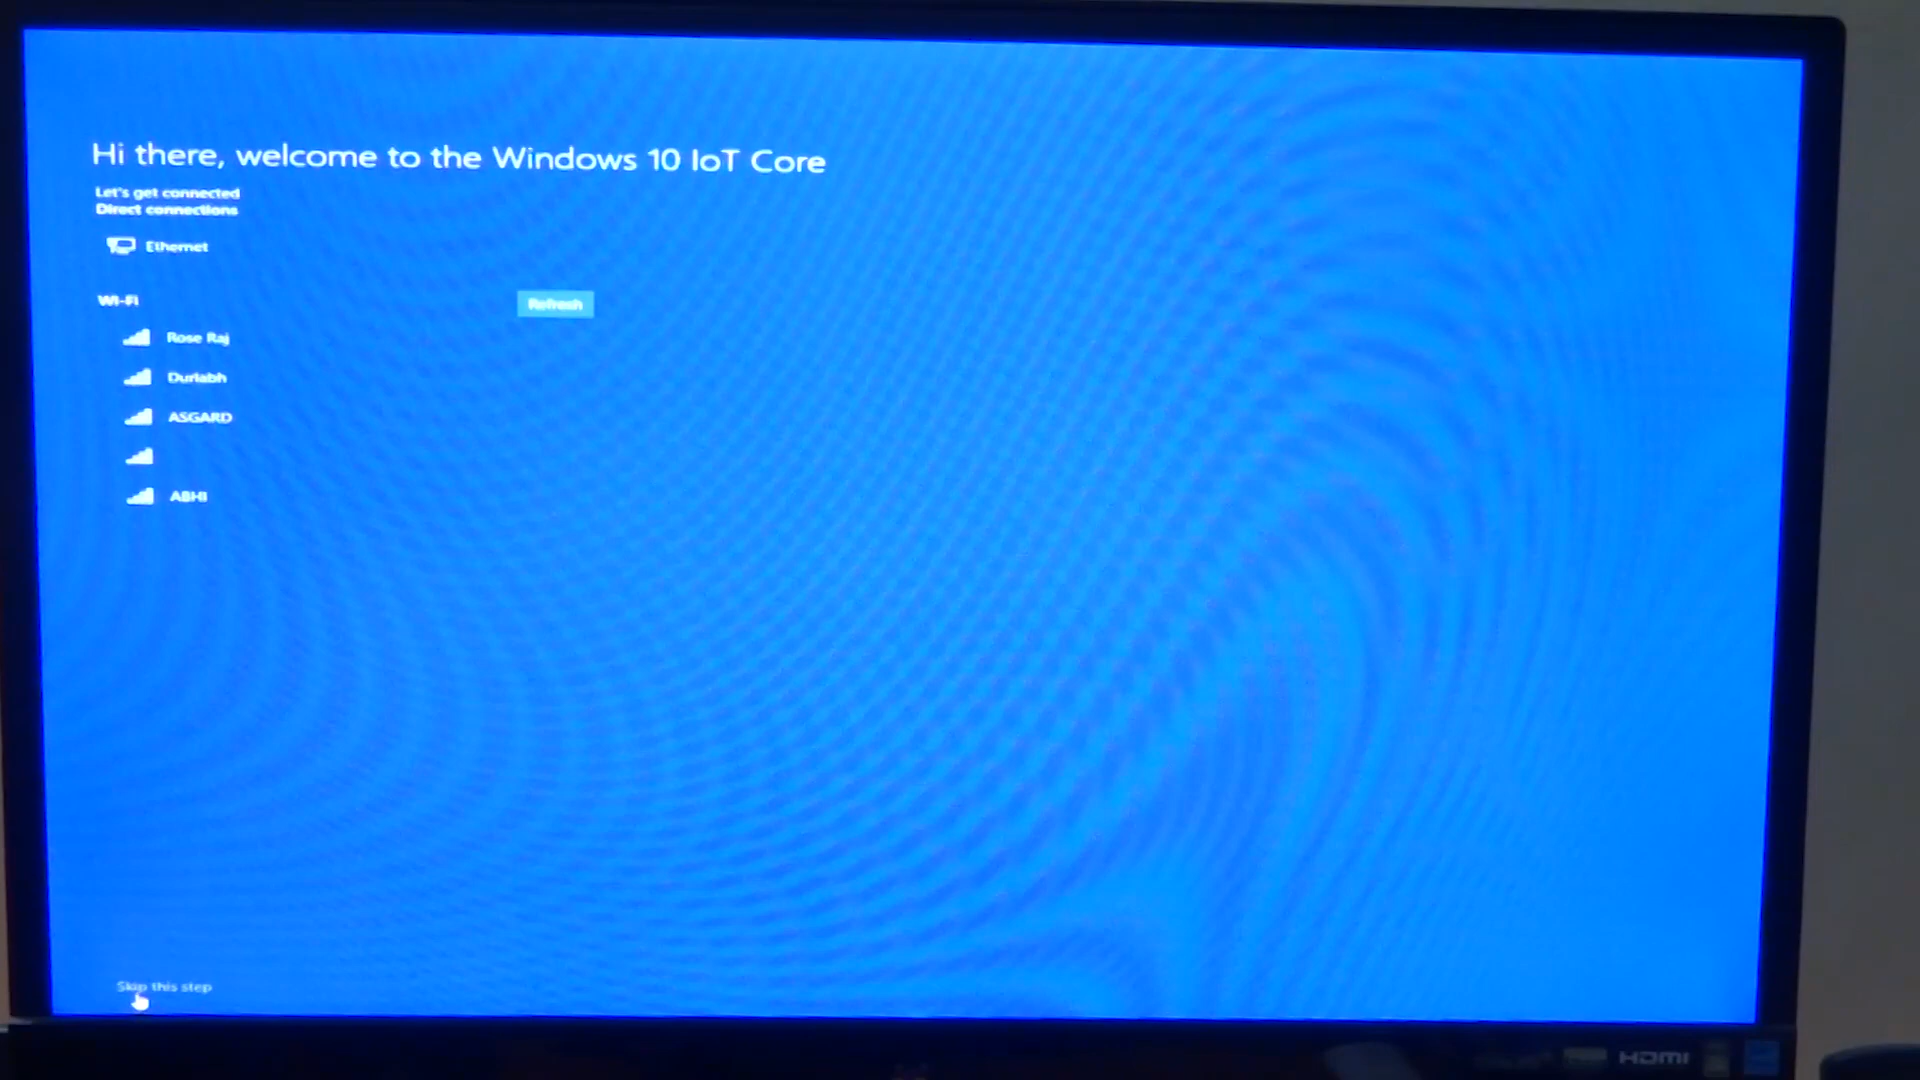 Hi there, welcome to the Windows 10 IoT Core
Let's get connected
Direct connections
Ethernet
Wi-Fi
Refresh
Rose Raj
Durlabh
ASGARD
ABHI
Skip this step
HDMI